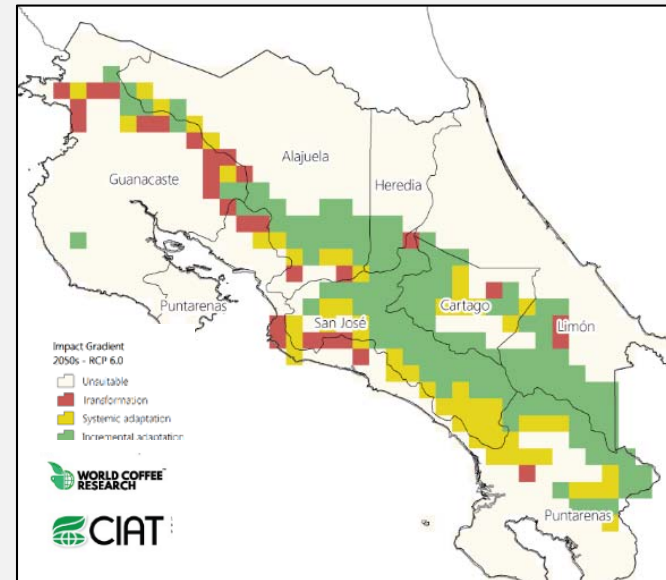 Alajuela
Heredia
Guanacaste
Puntarenas
San José
Cartago
Limón
Impact Gradient
2050s - RCP 6.0
Unsuitable
Transformation
Systemic adaptation
Incremental adaptation
WORLD COFFEE
RESEARCH
CIAT
Puntarenas